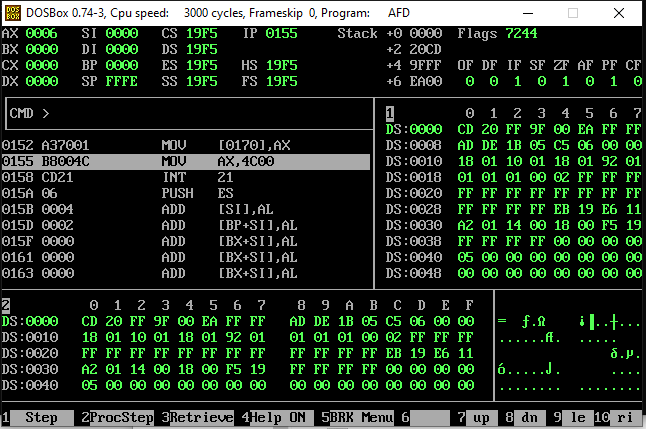 DOSBox 0.74-3, Cpu speed: 3000 cycles, Frameskip 0, Program: AFD
AX 0006 SI 0000 CS 19F5 IP 0155 Stack +0 0000 Flags 7244
BX 0000 DI 0000 DS 19F5 +2 20CD
CX 0000 BP 0000 ES 19F5 HS 19F5 +4 9FFF OF DF IF SF ZF AF PF CF
DX 0000 SP FFFE SS 19F5 FS 19F5 +6 EA00 0 0 1 0 1 0 1 0
CMD >
1 0 1 2 3 4 5 6 7
DS:0000 CD 20 FF 9F 00 EA FF FF
DS:0008 AD DE 1B 05 C5 06 00 00
DS:0010 18 01 10 01 18 01 92 01
DS:0018 01 01 01 00 02 FF FF FF
DS:0020 FF FF FF FF FF FF FF FF
DS:0028 FF FF FF FF EB 19 E6 11
DS:0030 A2 01 14 00 18 00 F5 19
DS:0038 FF FF FF FF 00 00 00 00
DS:0040 05 00 00 00 00 00 00 00
DS:0048 00 00 00 00 00 00 00 00
0152 A37001 MOV [0170],AX
0155 B8004C MOV AX,4C00
0158 CD21 INT 21
015A 06 PUSH ES
015B 0004 ADD [SI],AL
015D 0002 ADD [BP+SI],AL
015F 0000 ADD [BX+SI],AL
0161 0000 ADD [BX+SI],AL
0163 0000 ADD [BX+SI],AL
2 0 1 2 3 4 5 6 7 8 9 A B C D E F
DS:0000 CD 20 FF 9F 00 EA FF FF AD DE 1B 05 C5 06 00 00 = ƒ.Ω ¡▐..┼...
DS:0010 18 01 10 01 18 01 92 01 01 01 01 00 02 FF FF FF ......Æ. .....
DS:0020 FF FF FF FF FF FF FF FF FF FF FF FF EB 19 E6 11 δ.µ.
DS:0030 A2 01 14 00 18 00 F5 19 FF FF FF FF 00 00 00 00 ó.....⌡. ....
DS:0040 05 00 00 00 00 00 00 00 00 00 00 00 00 00 00 00 ........ ........
1 Step 2 ProcStep 3 Retrieve 4 Help ON 5 BRK Menu 6 7 up 8 dn 9 le 10 ri